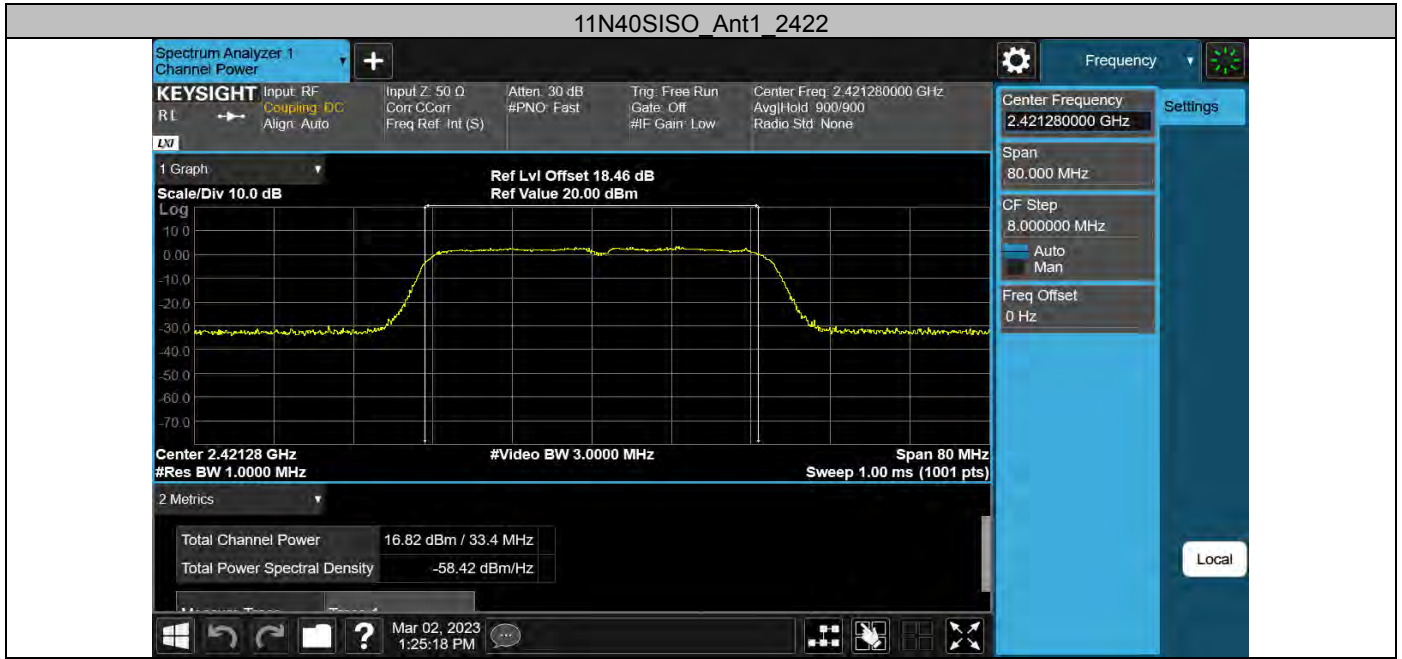 11N40SISO_Ant1_2422
Spectrum Analyzer 1
Channel Power
+
Frequency
KEYSIGHT
RL
LXI
Input: RF
Coupling: DC
Align: Auto
Input Z: 50 Ω
Corr CCorr
Freq Ref: Int (S)
Atten: 30 dB
#PNO: Fast
Trig: Free Run
Gate: Off
#IF Gain: Low
Center Freq: 2.421280000 GHz
Avg|Hold: 900/900
Radio Std: None
Center Frequency
2.421280000 GHz
Settings
Span
80.000 MHz
CF Step
8.000000 MHz
Auto
Man
Freq Offset
0 Hz
1 Graph
Scale/Div 10.0 dB
Ref Lvl Offset 18.46 dB
Ref Value 20.00 dBm
Log
10.0
0.00
-10.0
-20.0
-30.0
-40.0
-50.0
-60.0
-70.0
Center 2.42128 GHz
#Video BW 3.0000 MHz
Span 80 MHz
#Res BW 1.0000 MHz
Sweep 1.00 ms (1001 pts)
2 Metrics
Total Channel Power 16.82 dBm / 33.4 MHz
Total Power Spectral Density -58.42 dBm/Hz
Local
?
Mar 02, 2023
1:25:18 PM